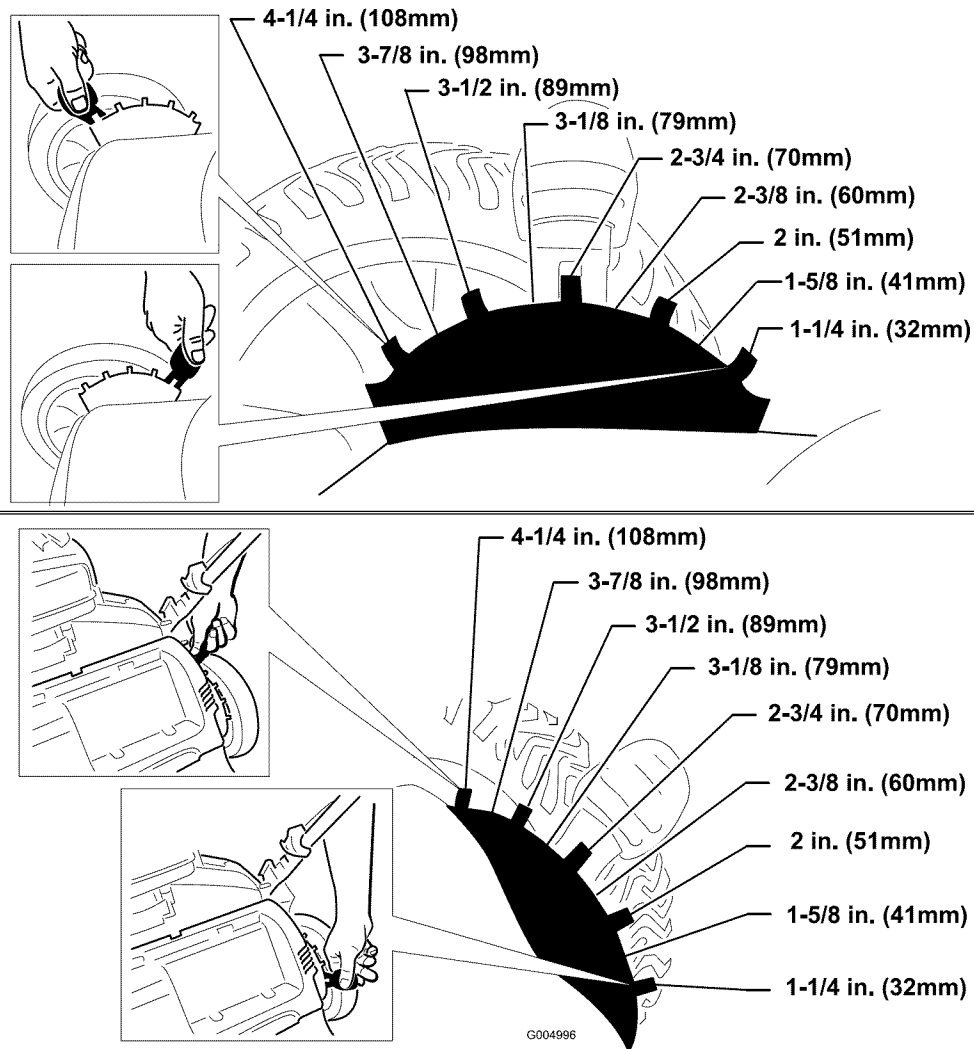 4-1/4 in. (108mm)
3-7/8 in. (98mm)
3-1/2 in. (89mm)
3-1/8 in. (79mm)
2-3/4 in. (70mm)
2-3/8 in. (60mm)
2 in. (51mm)
1-5/8 in. (41mm)
1-1/4 in. (32mm)
4-1/4 in. (108mm)
3-7/8 in. (98mm)
3-1/2 in. (89mm)
3-1/8 in. (79mm)
2-3/4 in. (70mm)
2-3/8 in. (60mm)
2 in. (51mm)
1-5/8 in. (41mm)
1-1/4 in. (32mm)
G004996